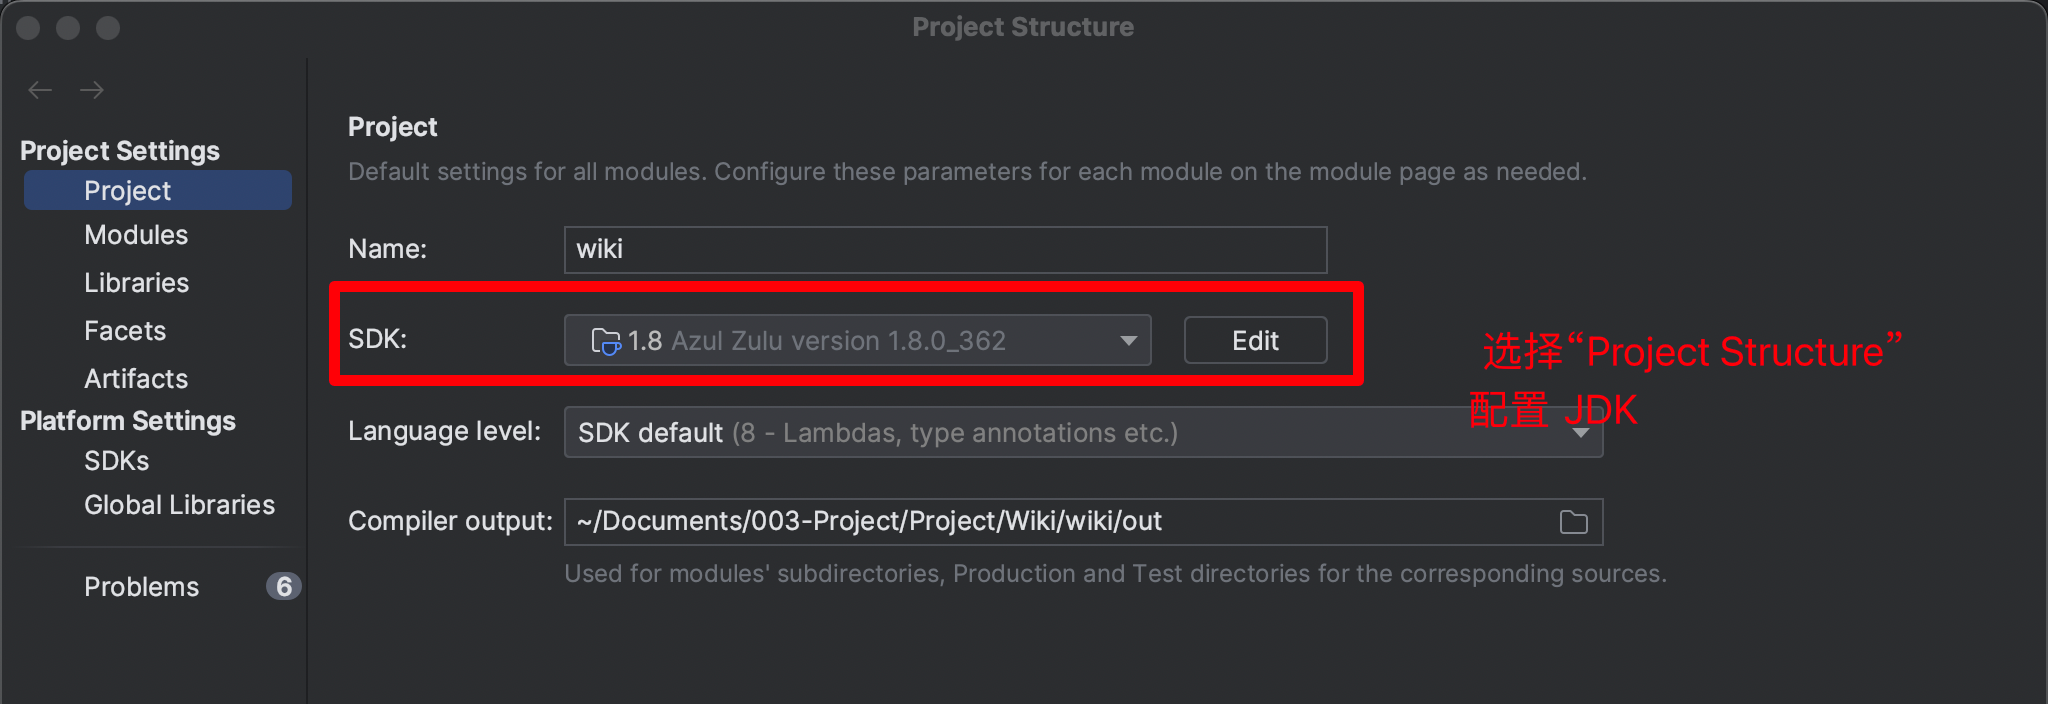 Project Structure
Project Settings
Project
Modules
Libraries
Facets
Artifacts
Platform Settings
SDKs
Global Libraries
Problems 6
Project
Default settings for all modules. Configure these parameters for each module on the module page as needed.
Name: wiki
SDK: 1.8 Azul Zulu version 1.8.0_362 Edit
选择“Project Structure”
配置 JDK
Language level: SDK default (8 - Lambdas, type annotations etc.)
Compiler output: ~/Documents/003-Project/Project/Wiki/wiki/out
Used for modules' subdirectories, Production and Test directories for the corresponding sources.